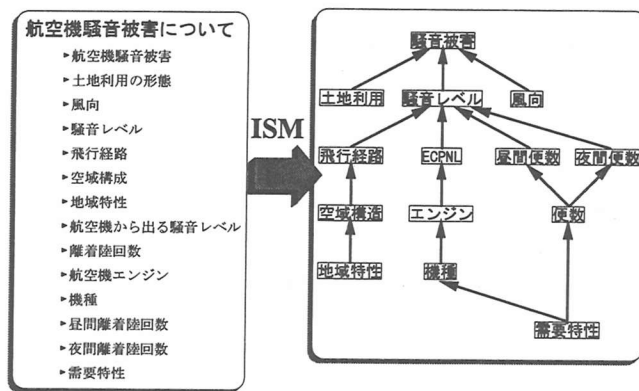 航空機騒音被害について
▸航空機騒音被害
▸土地利用の形態
▸風向
▸騒音レベル
▸飛行経路
▸空域構成
▸地域特性
▸航空機から出る騒音レベル
▸離着陸回数
▸航空機エンジン
▸機種
▸昼間離着陸回数
▸夜間離着陸回数
▸需要特性
ISM
騒音被害
土地利用 騒音レベル 風向
飛行経路 ECPNL 昼間便数 夜間便数
空域構造 エンジン 便数
地域特性 機種
需要特性